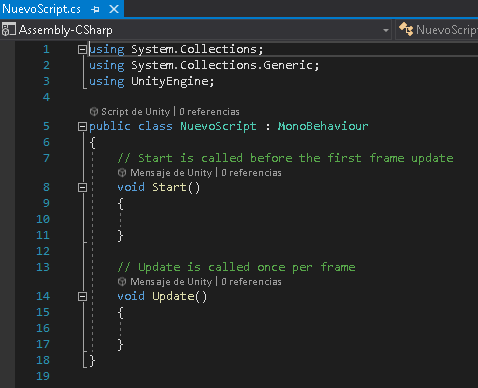 NuevoScript.cs
Assembly-CSharp NuevoScrip
1 using System.Collections;
2 using System.Collections.Generic;
3 using UnityEngine;
4
Script de Unity | 0 referencias
5 public class NuevoScript : MonoBehaviour
6 {
7 // Start is called before the first frame update
Mensaje de Unity | 0 referencias
8 void Start()
9 {
10
11 }
12
13 // Update is called once per frame
Mensaje de Unity | 0 referencias
14 void Update()
15 {
16
17 }
18 }
19